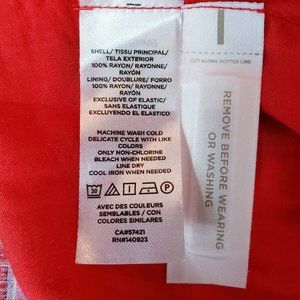 SHELL/ TISSU PRINCIPAL/
TELA EXTERIOR
100% RAYON/ RAYONNE/
RAYÓN
LINING/ DOUBLURE/ FORRO
100% RAYON/ RAYONNE/
RAYÓN
EXCLUSIVE OF ELASTIC/
SANS ELASTIQUE
EXCLUYENDO EL ELASTICO
MACHINE WASH COLD
DELICATE CYCLE WITH LIKE
COLORS
ONLY NON-CHLORINE
BLEACH WHEN NEEDED
LINE DRY
COOL IRON WHEN NEEDED
30
P
AVEC DES COULEURS
SEMBLABLES / CON
COLORES SIMILARES
CA#57421
RN#140923
CUT ALONG DOTTED LINE
REMOVE BEFORE WEARING
OR WASHING